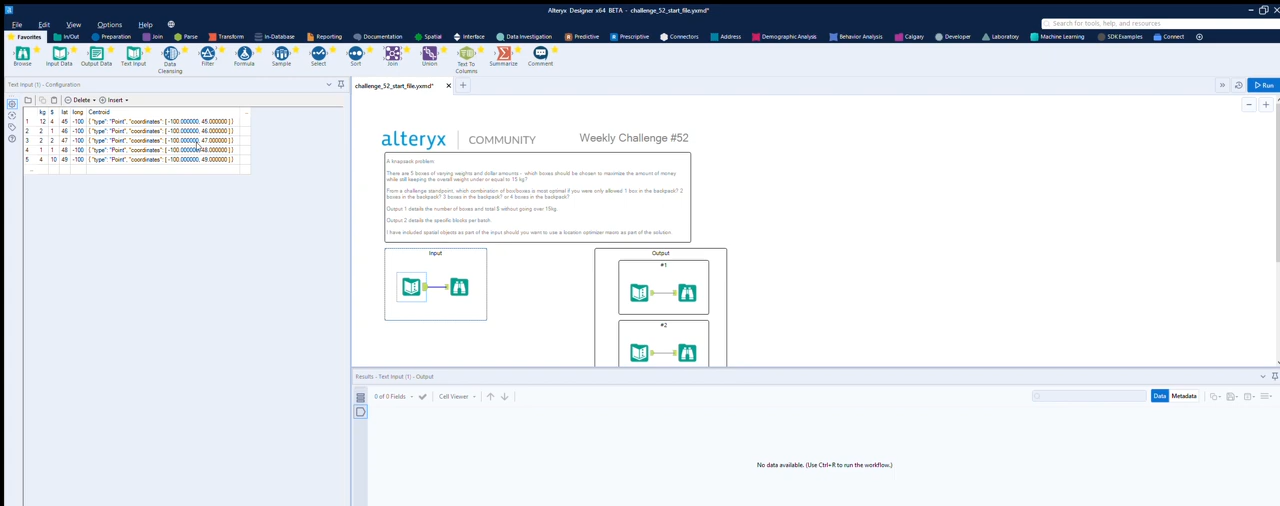 Alteryx Designer x64 BETA - challenge_52_start_file.yxmd*
File Edit View Options Help
Search for tools, help, and resources
Favorites In/Out Preparation Join Parse Transform In-Database Reporting Documentation Spatial Interface Data Investigation Predictive Prescriptive Connectors Address Demographic Analysis Behavior Analysis Calgary Developer Laboratory Machine Learning SDK Examples Connect
Browse Input Data Output Data Text Input Data Cleansing Filter Formula Sample Select Sort Join Union Text To Columns Summarize Comment
Text Input (1) - Configuration
challenge_52_start_file.yxmd*
Run
Delete Insert
kg $ lat long Centroid
1 12 4 45 -100 { "type": "Point", "coordinates": [ -100.000000, 45.000000 ] }
2 2 1 46 -100 { "type": "Point", "coordinates": [ -100.000000, 46.000000 ] }
3 2 2 47 -100 { "type": "Point", "coordinates": [ -100.000000, 47.000000 ] }
4 1 1 48 -100 { "type": "Point", "coordinates": [ -100.000000, 48.000000 ] }
5 4 10 49 -100 { "type": "Point", "coordinates": [ -100.000000, 49.000000 ] }
alteryx COMMUNITY Weekly Challenge #52
A knapsack problem:
There are 5 boxes of varying weights and dollar amounts - which boxes should be chosen to maximize the amount of money
while still keeping the overall weight under or equal to 15 kg?
From a challenge standpoint, which combination of box/boxes is most optimal if you were only allowed 1 box in the backpack? 2
boxes in the backpack? 3 boxes in the backpack? or 4 boxes in the backpack?
Output 1 details the number of boxes and total $ without going over 15kg.
Output 2 details the specific blocks per batch.
I have included spatial objects as part of the input should you want to use a location optimizer macro as part of the solution.
Input
Output
#1
#2
Results - Text Input (1) - Output
0 of 0 Fields Cell Viewer
Data Metadata
No data available. (Use Ctrl+R to run the workflow.)